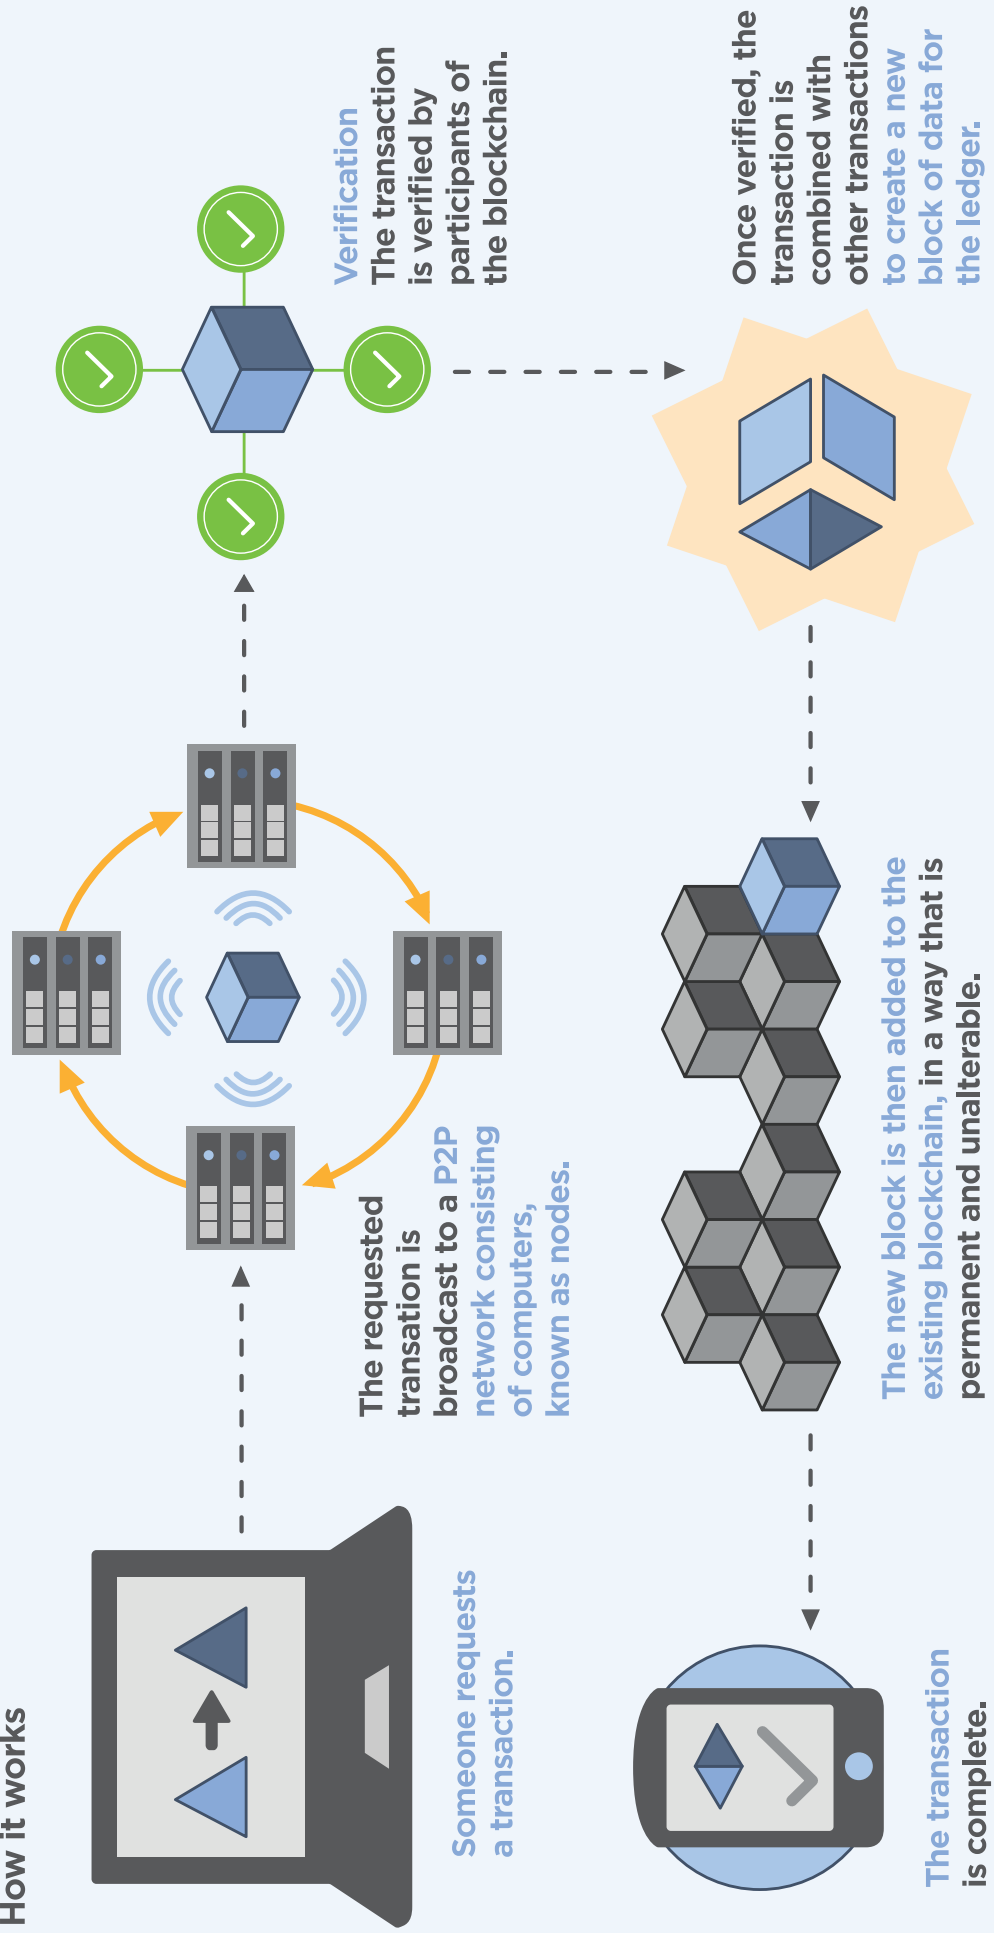 How it works
Someone requests
a transaction.
The requested
transation is
broadcast to a P2P
network consisting
of computers,
known as nodes.
Verification
The transaction
is verified by
participants of
the blockchain.
Once verified, the
transaction is
combined with
other transactions
to create a new
block of data for
the ledger.
The new block is then added to the
existing blockchain, in a way that is
permanent and unalterable.
The transaction
is complete.